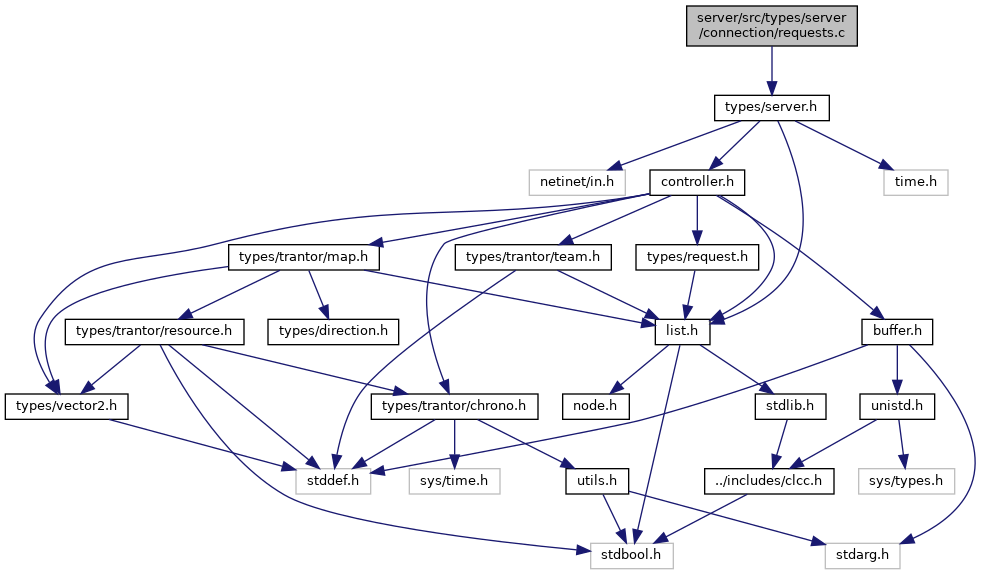 server/src/types/server
/connection/requests.c
types/server.h
netinet/in.h
controller.h
time.h
types/trantor/map.h
types/trantor/team.h
types/request.h
types/trantor/resource.h
types/direction.h
list.h
buffer.h
types/vector2.h
types/trantor/chrono.h
node.h
stdlib.h
unistd.h
stddef.h
sys/time.h
utils.h
../includes/clcc.h
sys/types.h
stdbool.h
stdarg.h